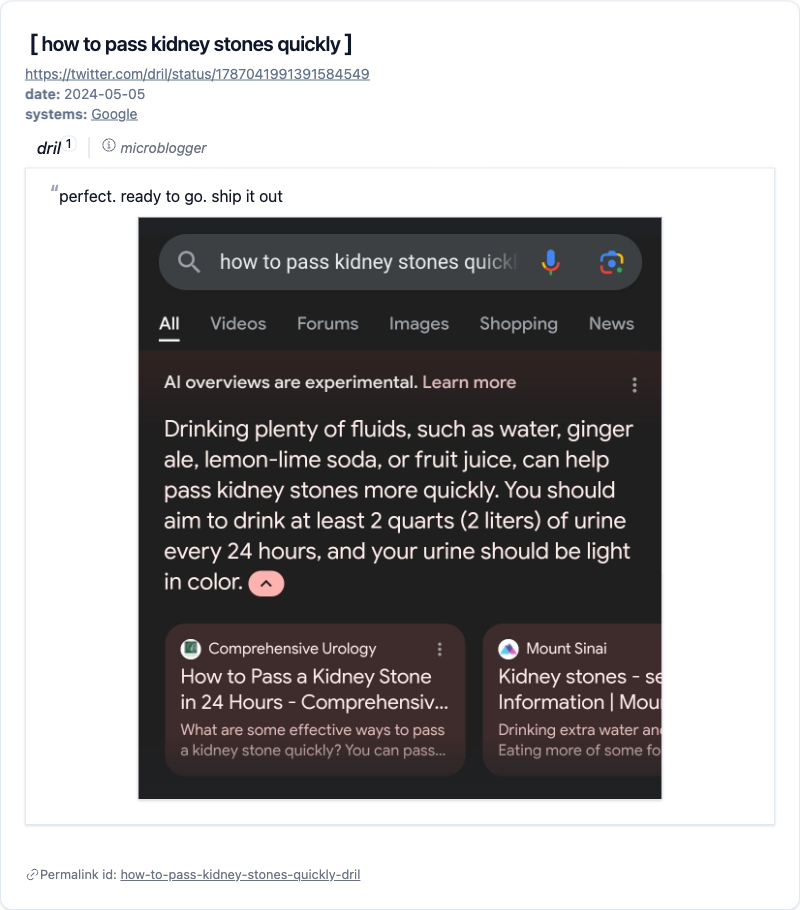 [ how to pass kidney stones quickly ]
https://twitter.com/dril/status/1787041991391584549
date: 2024-05-05
systems: Google
dril 1 microblogger
“perfect. ready to go. ship it out
how to pass kidney stones quickl
All Videos Forums Images Shopping News
AI overviews are experimental. Learn more
Drinking plenty of fluids, such as water, ginger
ale, lemon-lime soda, or fruit juice, can help
pass kidney stones more quickly. You should
aim to drink at least 2 quarts (2 liters) of urine
every 24 hours, and your urine should be light
in color.
Comprehensive Urology
How to Pass a Kidney Stone
in 24 Hours - Comprehensiv...
What are some effective ways to pass
a kidney stone quickly? You can pass...
Mount Sinai
Kidney stones - se
Information | Mou
Drinking extra water an
Eating more of some fo
Permalink id: how-to-pass-kidney-stones-quickly-dril